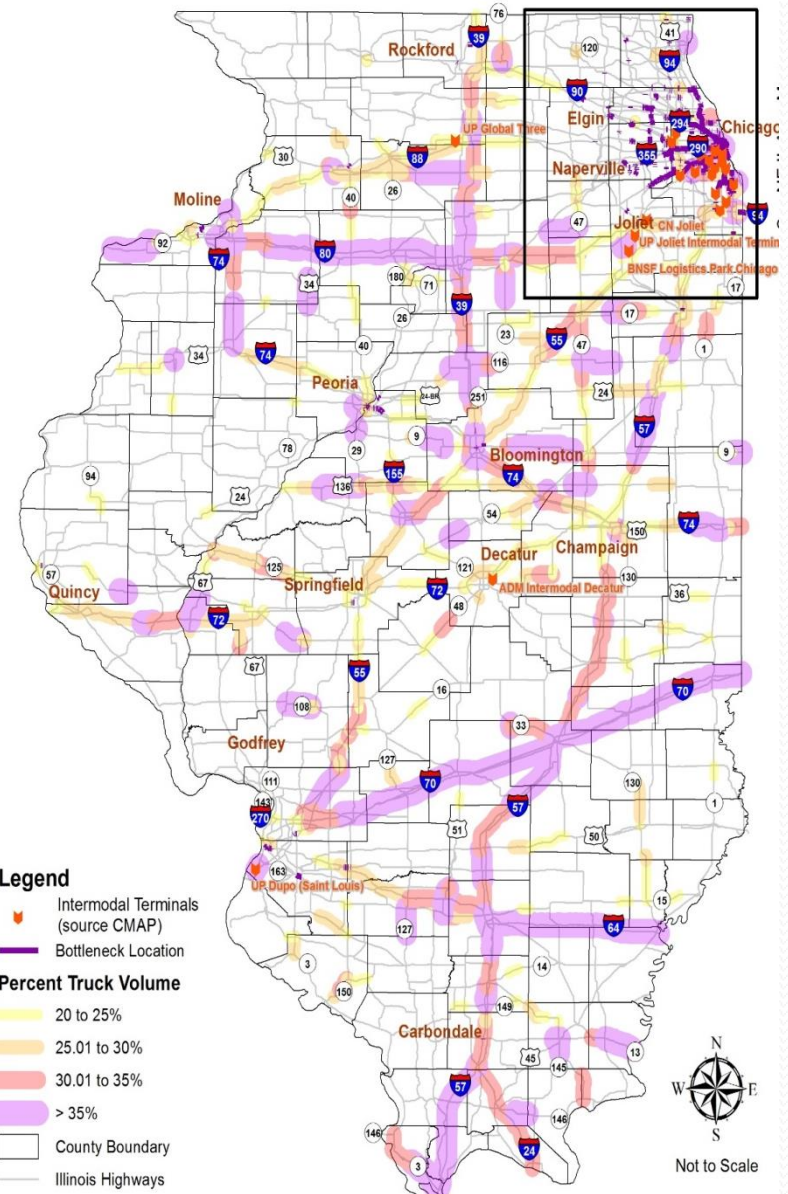 76
39
Rockford
120
41
94
90
Elgin
294
Chicago
UP Global Three
30
88
355
290
Naperville
26
40
Moline
94
92
47
Joliet
CN Joliet
UP Joliet Intermodal Termin
74
80
BNSF Logistics Park Chicago
34
180
71
17
39
26
17
23
55
47
34
74
40
116
1
Peoria
24-BR
251
24
57
9
29
78
Bloomington
9
94
155
74
136
24
54
150
74
Decatur
Champaign
125
121
57
67
Springfield
130
Quincy
72
ADM Intermodal Decatur
36
48
72
67
55
16
70
108
33
Godfrey
127
111
70
130
143
57
1
270
51
50
163
UP Dupo (Saint Louis)
15
127
64
3
14
150
149
Carbondale
45
13
145
57
146
146
24
3
Legend
Intermodal Terminals
(source CMAP)
Bottleneck Location
Percent Truck Volume
20 to 25%
25.01 to 30%
30.01 to 35%
> 35%
County Boundary
Illinois Highways
N
W
E
S
Not to Scale